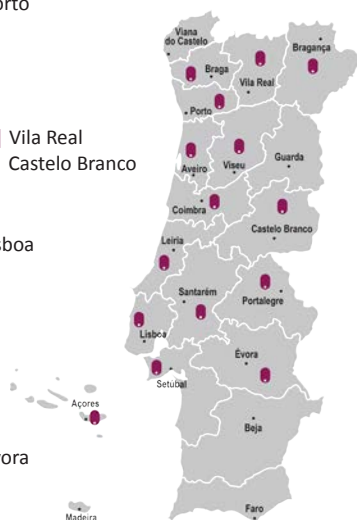 orto
Vila Real
Castelo Branco
sboa
ora
Viana
do Castelo
Bragança
Braga
Vila Real
Porto
Aveiro
Viseu
Guarda
Coimbra
Castelo Branco
Leiria
Santarém
Portalegre
Lisboa
Évora
Setúbal
Açores
Beja
Faro
Madeira